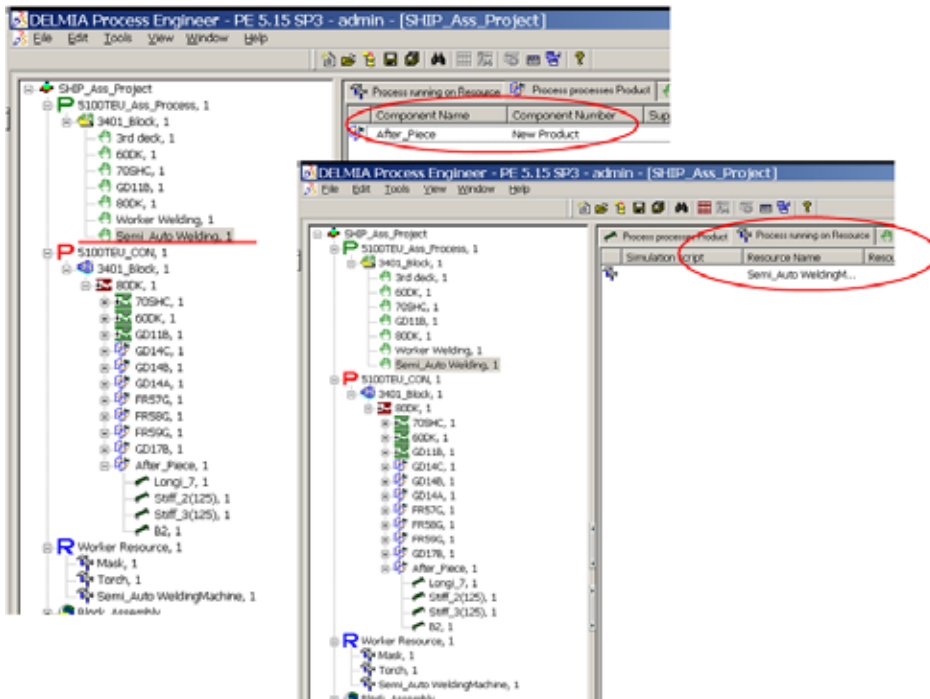 DELMIA Process Engineer - PE 5.15 SP3 - admin - [SHIP_Ass_Project]
File Edit Tools View Window Help
SHIP_Ass_Project
5100TEU_Ass_Process, 1
3401_Block, 1
3rd deck, 1
60DK, 1
70SHC, 1
GD11B, 1
80DK, 1
Worker Welding, 1
Semi_Auto Welding, 1
5100TEU_CON, 1
3401_Block, 1
80DK, 1
70SHC, 1
60DK, 1
GD11B, 1
GD14C, 1
GD14B, 1
GD14A, 1
FR57G, 1
FR58G, 1
FR59G, 1
GD17B, 1
After_Piece, 1
Longi_7, 1
Stiff_2(125), 1
Stiff_3(125), 1
B2, 1
Worker Resource, 1
Mask, 1
Torch, 1
Semi_Auto WeldingMachine, 1
Block_Assembly
Process running on Resource Process processes Product
Component Name Component Number Sup
After_Piece New Product
DELMIA Process Engineer - PE 5.15 SP3 - admin - [SHIP_Ass_Project]
File Edit Tools View Window Help
SHIP_Ass_Project
5100TEU_Ass_Process, 1
3401_Block, 1
3rd deck, 1
60DK, 1
70SHC, 1
GD11B, 1
80DK, 1
Worker Welding, 1
Semi_Auto Welding, 1
5100TEU_CON, 1
3401_Block, 1
80DK, 1
70SHC, 1
60DK, 1
GD11B, 1
GD14C, 1
GD14B, 1
GD14A, 1
FR57G, 1
FR58G, 1
FR59G, 1
GD17B, 1
After_Piece, 1
Longi_7, 1
Stiff_2(125), 1
Stiff_3(125), 1
B2, 1
Worker Resource, 1
Mask, 1
Torch, 1
Semi_Auto WeldingMachine, 1
Block_Assembly
Process processes Product Process running on Resource
Simulation Script Resource Name Resou
Semi_Auto WeldingM...